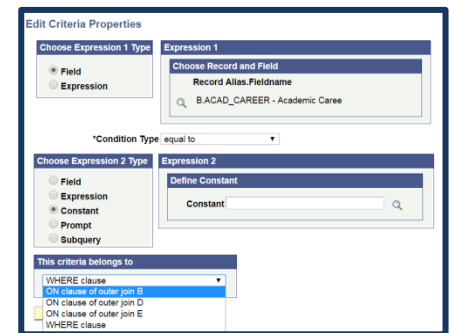 Edit Criteria Properties
Choose Expression 1 Type
Expression 1
Field
Expression
Choose Record and Field
Record Alias.Fieldname
B.ACAD_CAREER - Academic Caree
*Condition Type equal to
Choose Expression 2 Type
Expression 2
Field
Expression
Constant
Prompt
Subquery
Define Constant
Constant
This criteria belongs to
WHERE clause
ON clause of outer join B
ON clause of outer join D
ON clause of outer join E
WHERE clause